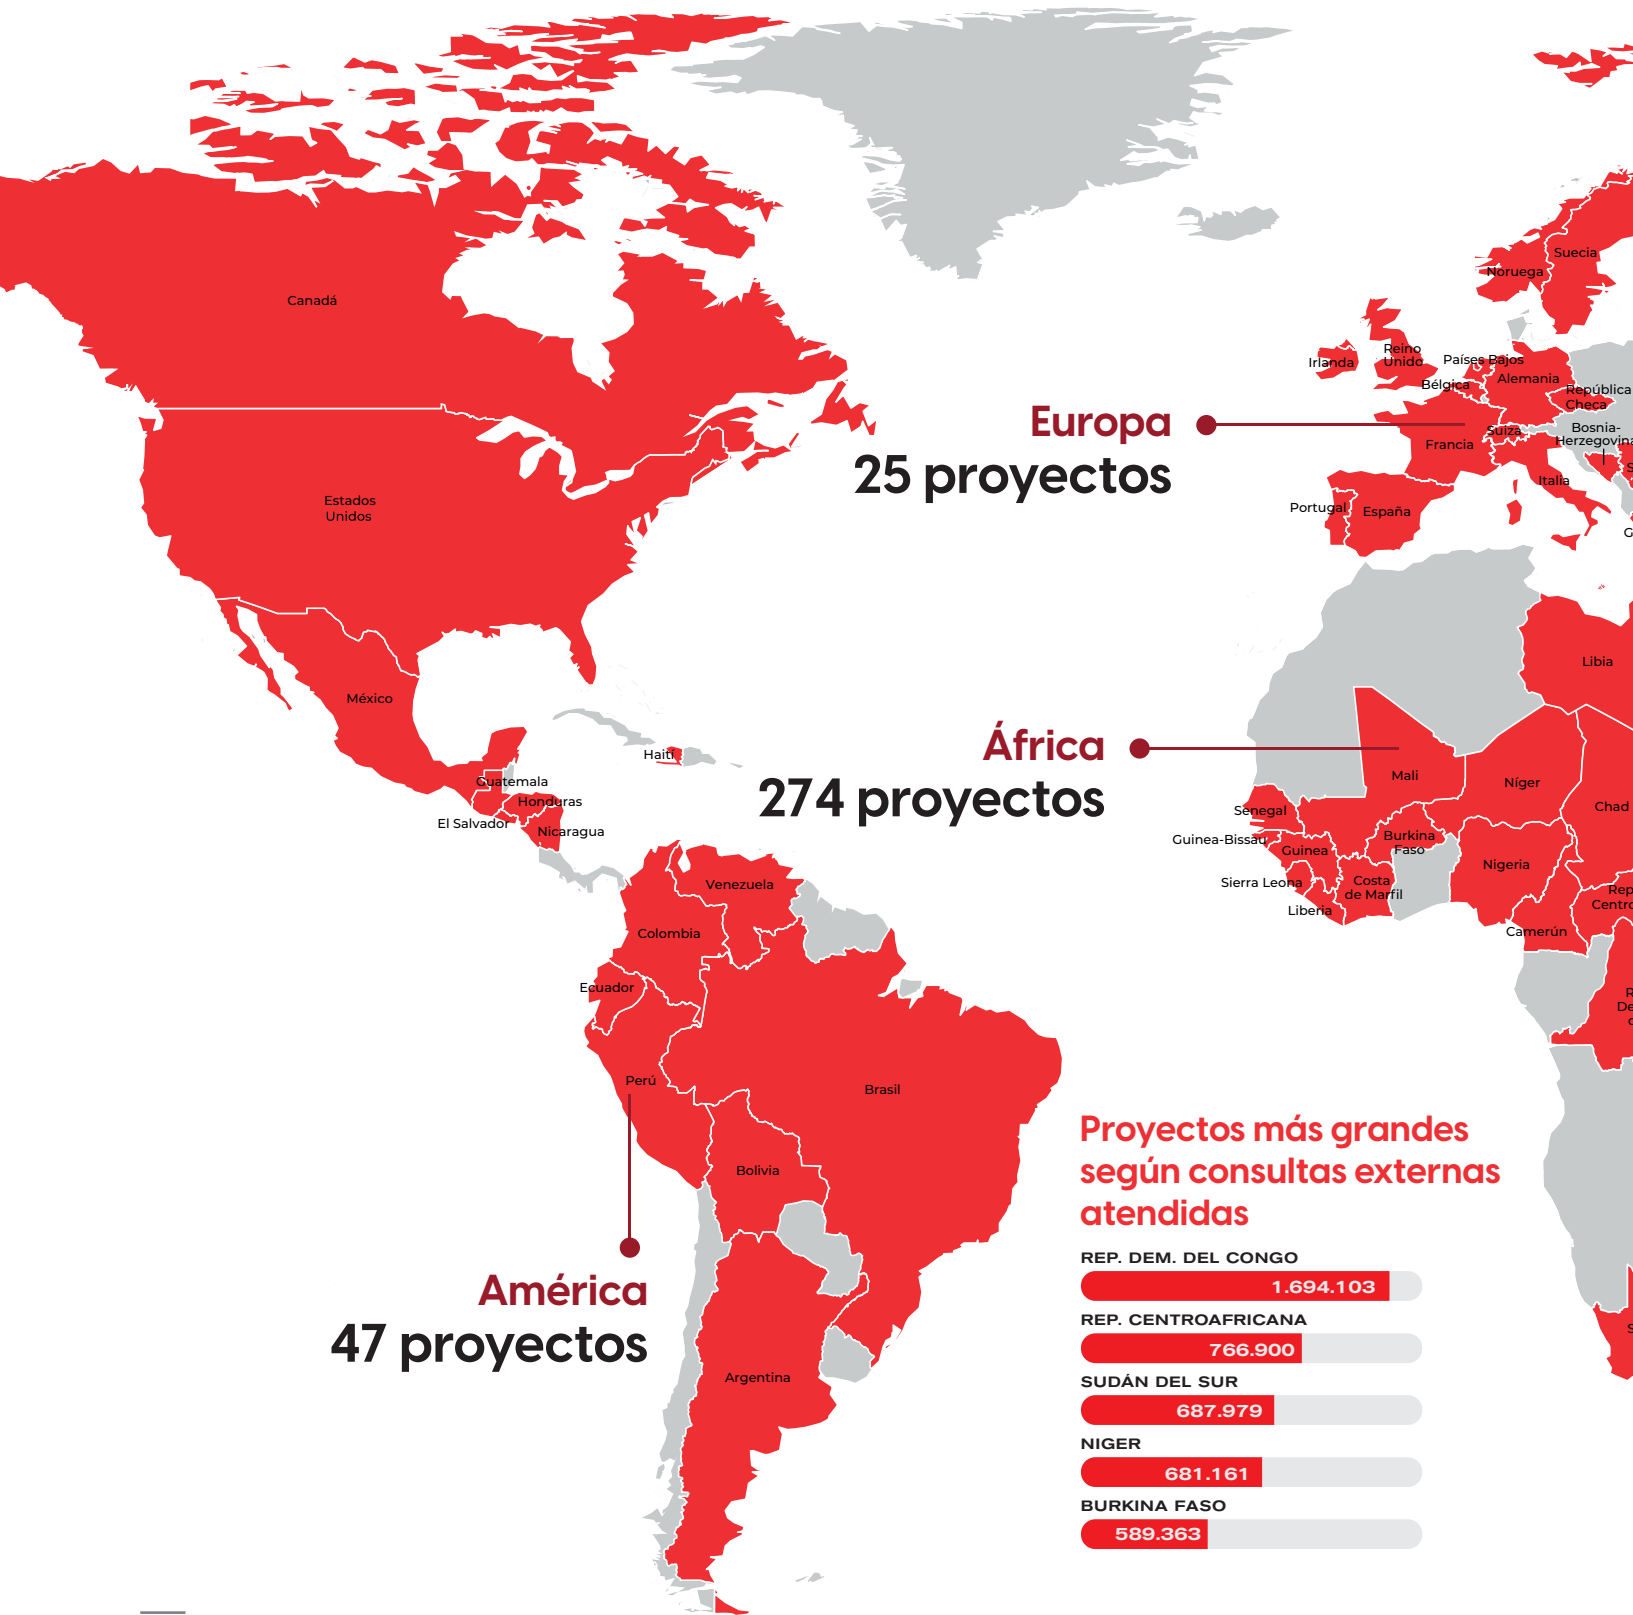 Canadá
Estados
Unidos
México
Guatemala
Honduras
El Salvador
Nicaragua
Haití
Venezuela
Colombia
Ecuador
Perú
Brasil
Bolivia
Argentina
América
47 proyectos
Europa
25 proyectos
Suecia
Noruega
Irlanda
Reino
Unido
Países Bajos
Bélgica
Alemania
República
Checa
Suiza
Francia
Bosnia-
Herzegovina
Italia
Portugal
España
S
G
África
274 proyectos
Libia
Mali
Níger
Chad
Senegal
Guinea-Bissau
Guinea
Burkina
Faso
Sierra Leona
Costa
de Marfil
Liberia
Nigeria
Camerún
Rep
Centro
R
De
S
Proyectos más grandes
según consultas externas
atendidas
REP. DEM. DEL CONGO
1.694.103
REP. CENTROAFRICANA
766.900
SUDÁN DEL SUR
687.979
NIGER
681.161
BURKINA FASO
589.363